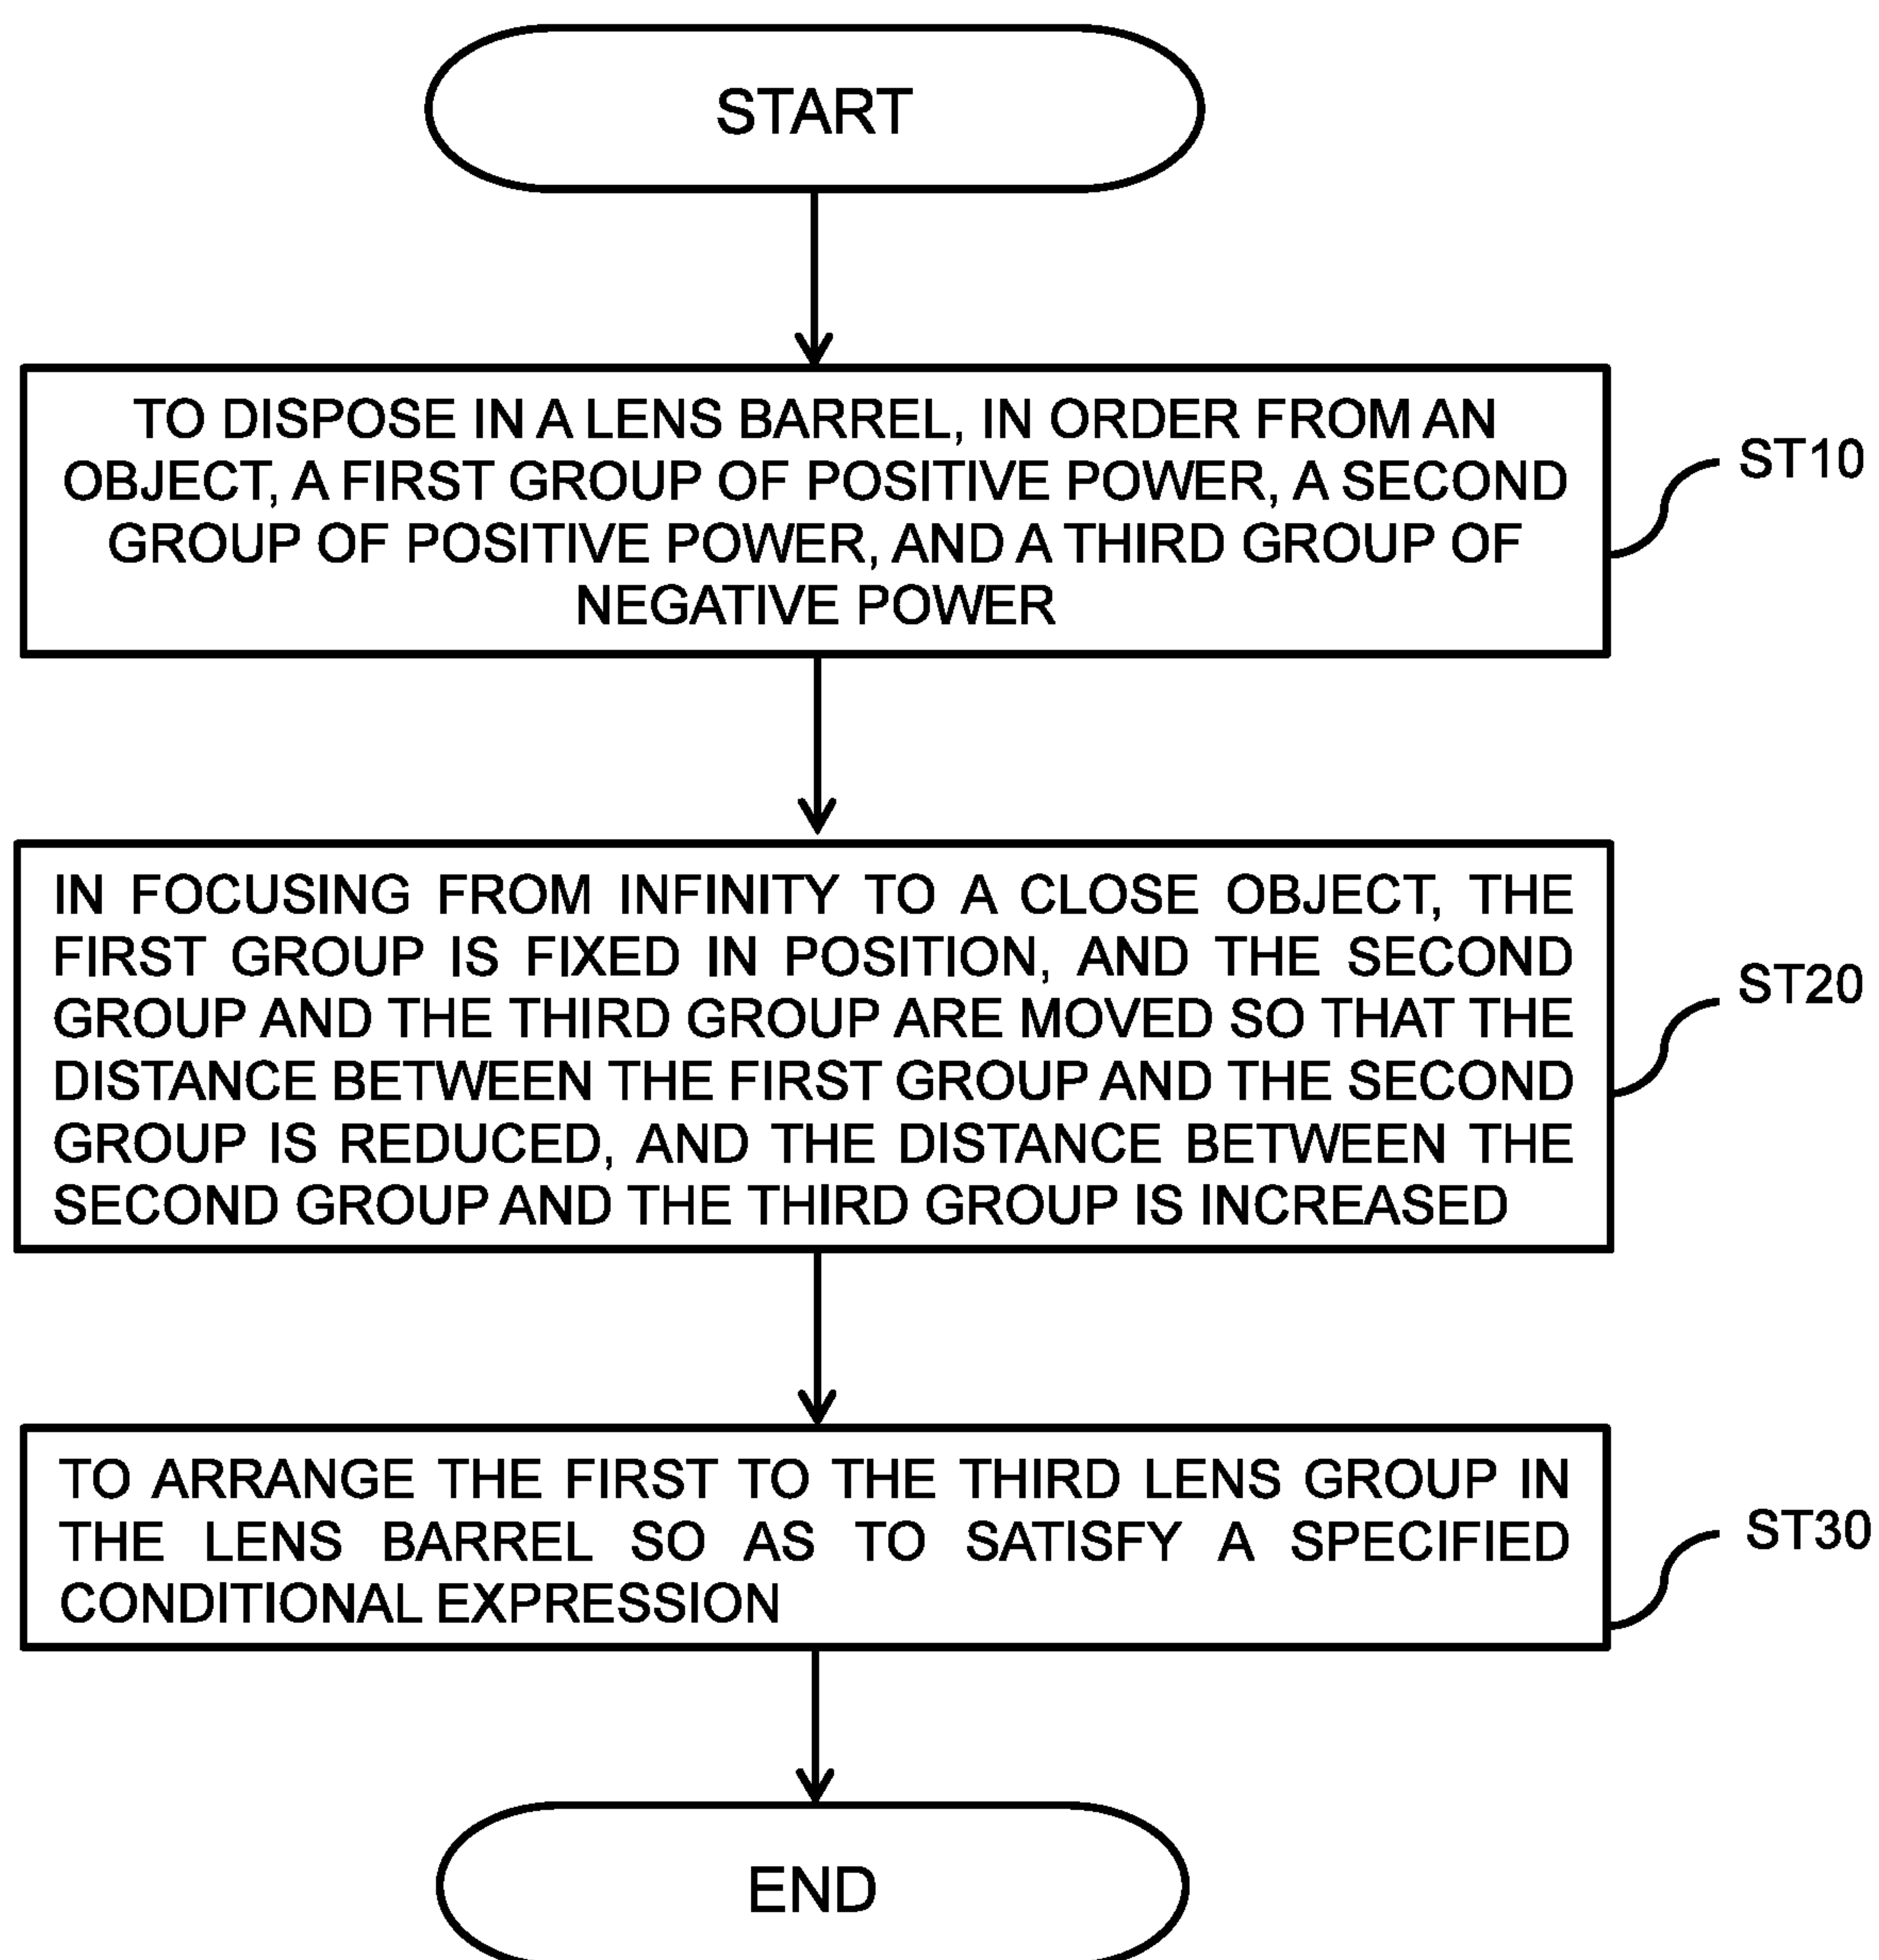 START
TO DISPOSE IN A LENS BARREL, IN ORDER FROM AN
OBJECT, A FIRST GROUP OF POSITIVE POWER, A SECOND
GROUP OF POSITIVE POWER, AND A THIRD GROUP OF
NEGATIVE POWER
ST10
IN FOCUSING FROM INFINITY TO A CLOSE OBJECT, THE
FIRST GROUP IS FIXED IN POSITION, AND THE SECOND
GROUP AND THE THIRD GROUP ARE MOVED SO THAT THE
DISTANCE BETWEEN THE FIRST GROUP AND THE SECOND
GROUP IS REDUCED, AND THE DISTANCE BETWEEN THE
SECOND GROUP AND THE THIRD GROUP IS INCREASED
ST20
TO ARRANGE THE FIRST TO THE THIRD LENS GROUP IN
THE LENS BARREL SO AS TO SATISFY A SPECIFIED
CONDITIONAL EXPRESSION
ST30
END